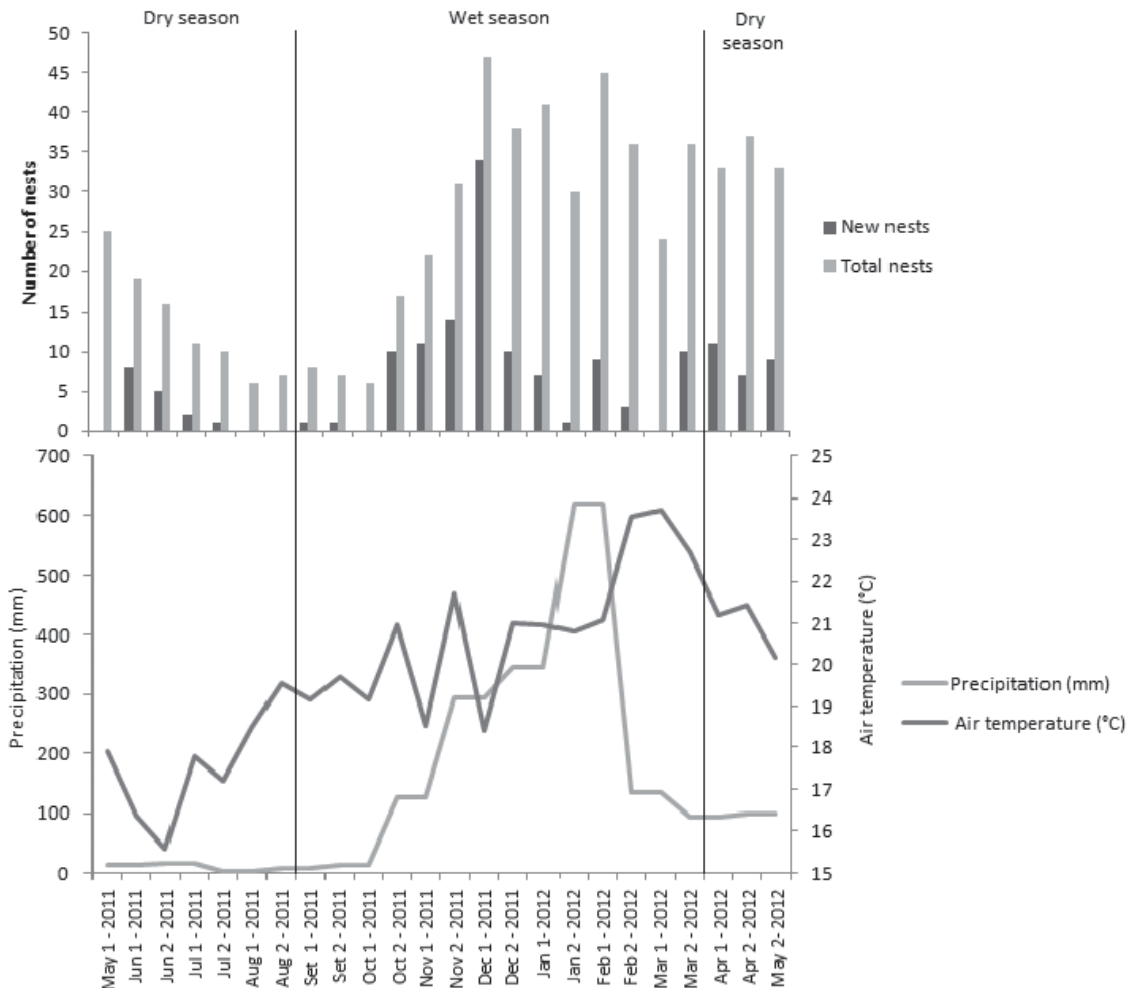 Dry season
Wet season
Dry
season
50
45
40
35
30
25
20
15
10
5
0
Number of nests
New nests
Total nests
700
600
500
400
300
200
100
0
Precipitation (mm)
25
24
23
22
21
20
19
18
17
16
15
Air temperature (°C)
Precipitation (mm)
Air temperature (°C)
May 1 - 2011
Jun 1 - 2011
Jun 2 - 2011
Jul 1 - 2011
Jul 2 - 2011
Aug 1 - 2011
Aug 2 - 2011
Set 1 - 2011
Set 2 - 2011
Oct 1 - 2011
Oct 2 - 2011
Nov 1 - 2011
Nov 2 - 2011
Dec 1 - 2011
Dec 2 - 2011
Jan 1 - 2012
Jan 2 - 2012
Feb 1 - 2012
Feb 2 - 2012
Mar 1 - 2012
Mar 2 - 2012
Apr 1 - 2012
Apr 2 - 2012
May 2- 2012